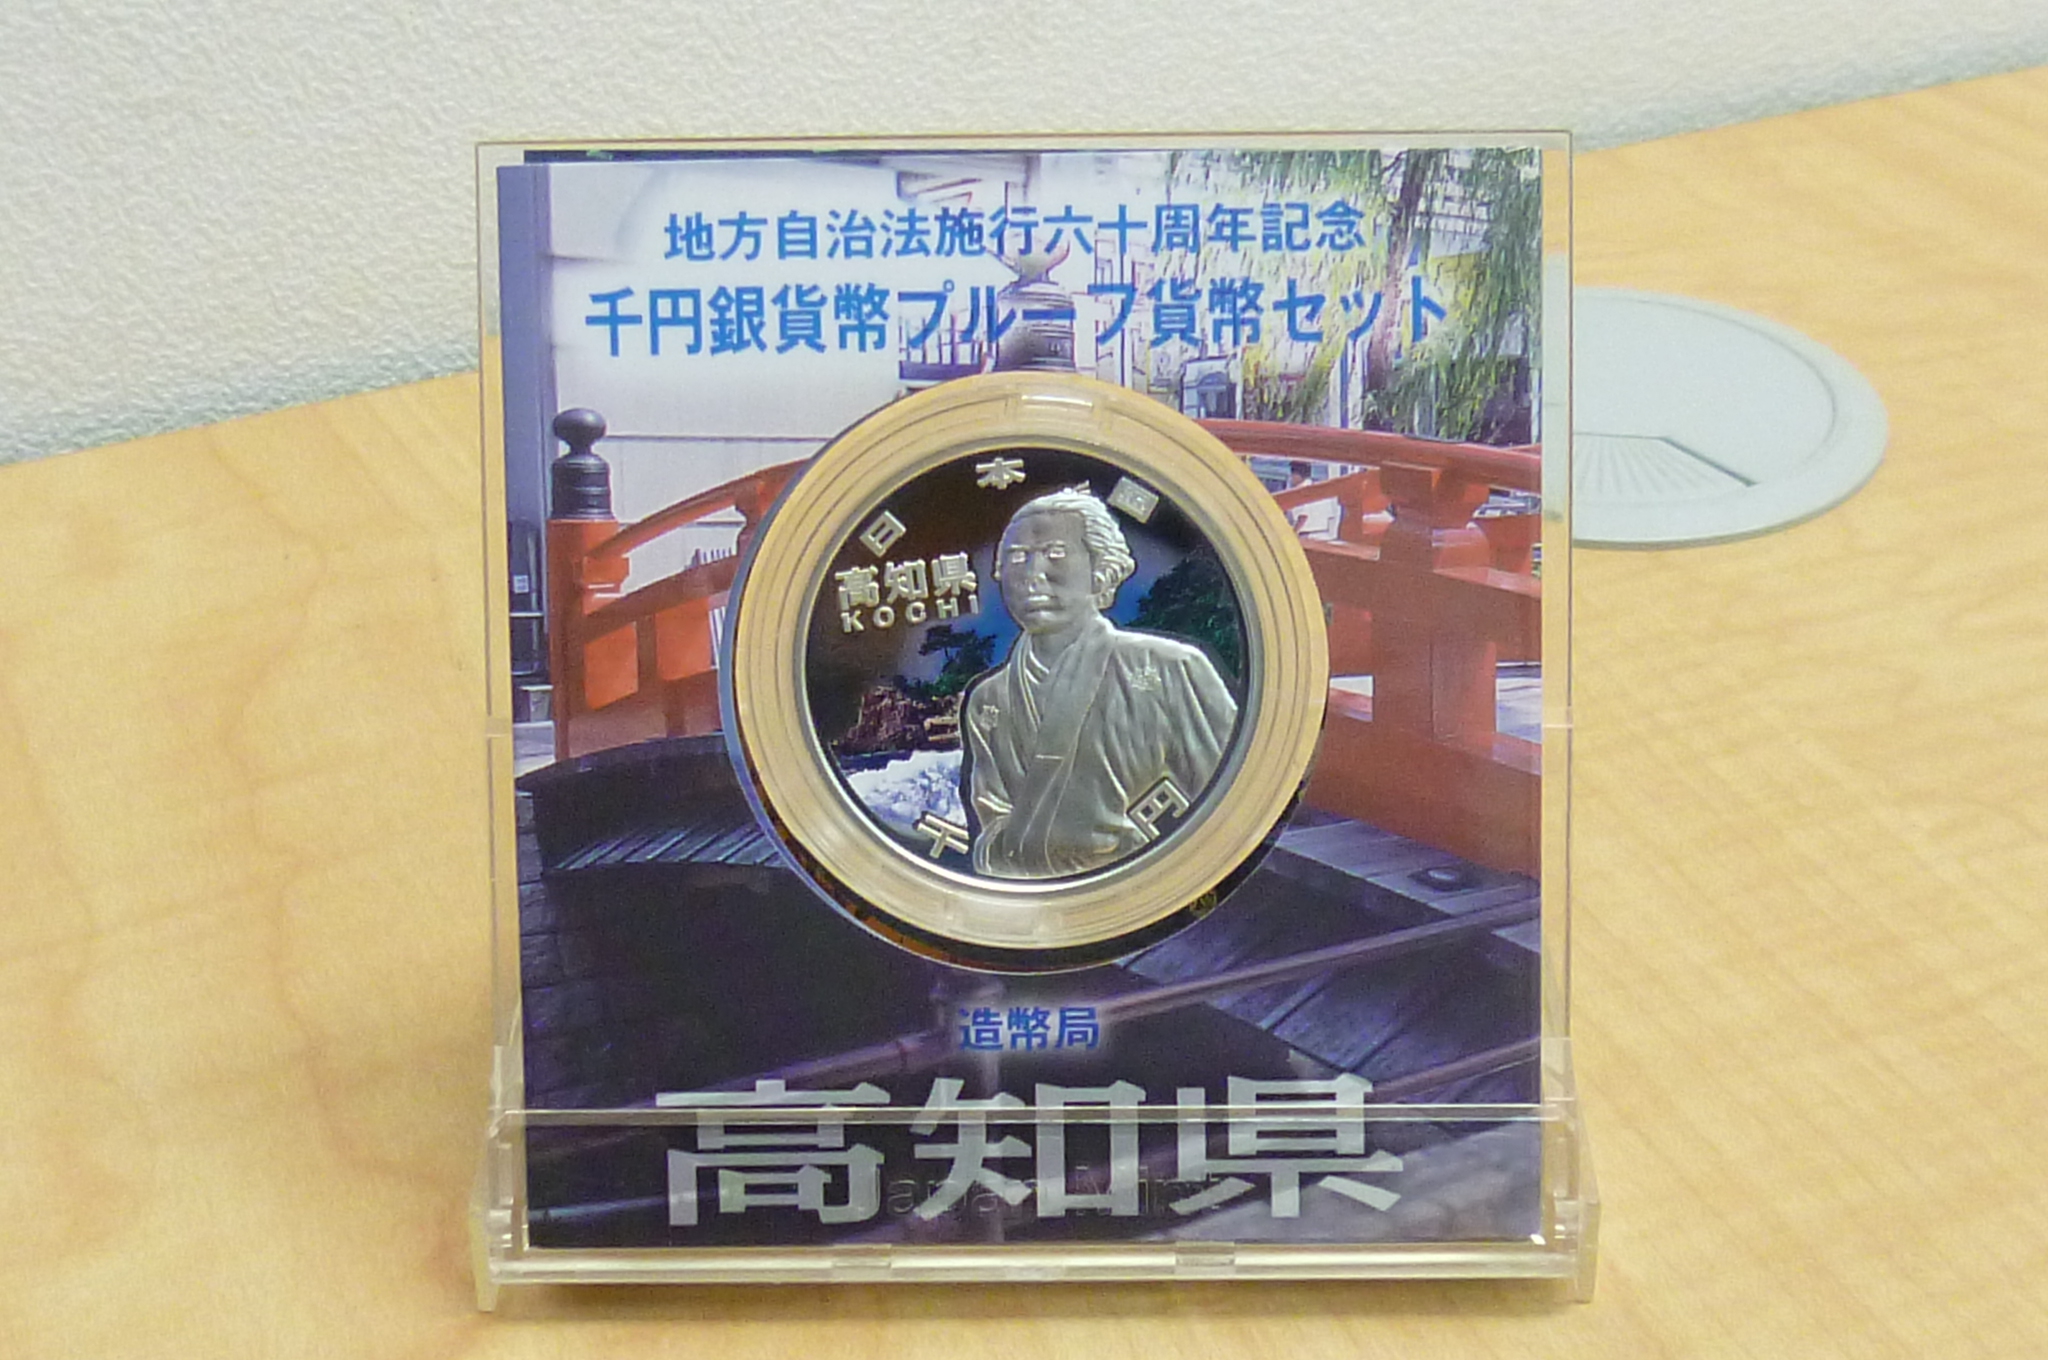 地方自治法施行六十周年記念
千円銀貨幣プルーフ貨幣セット
日本国
高知県
KOCHI
千円
造幣局
高知県
Japan Mint